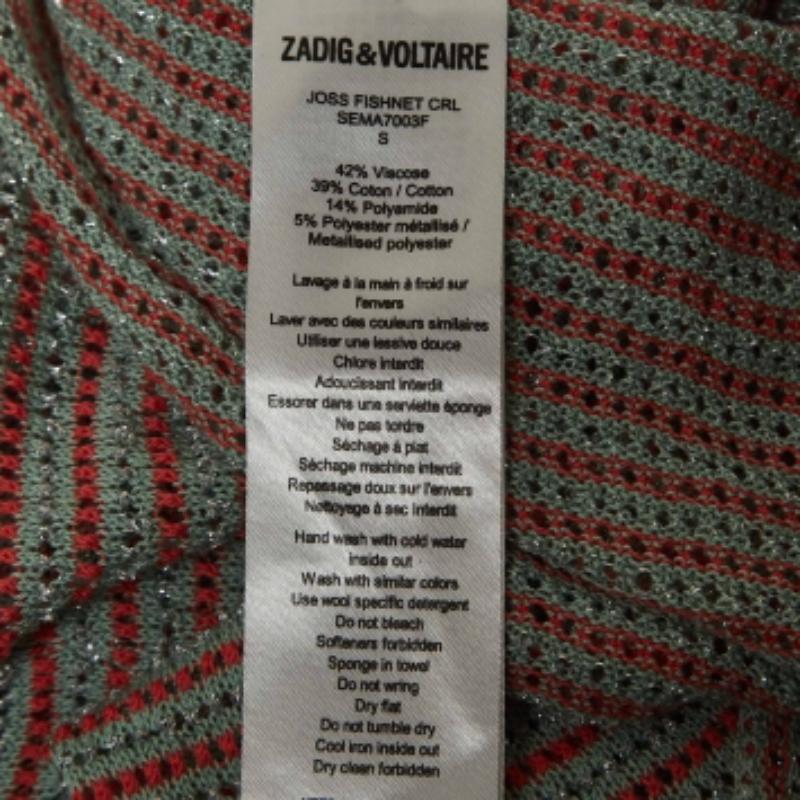 ZADIG&VOLTAIRE
JOSS FISHNET CRL
SEMA7003F
S
42% Viscose
39% Coton / Cotton
14% Polyamide
5% Polyester métallisé /
Metallised polyester
Lavage à la main à froid sur
l'envers
Laver avec des couleurs similaires
Utiliser une lessive douce
Chlore interdit
Adoucissant interdit
Essorer dans une serviette éponge
Ne pas tordre
Séchage à plat
Séchage machine interdit
Repassage doux sur l'envers
Nettoyage à sec interdit
Hand wash with cold water
inside out
Wash with similar colors
Use wool specific detergent
Do not bleach
Softeners forbidden
Sponge in towel
Do not wring
Dry flat
Do not tumble dry
Cool iron inside out
Dry clean forbidden